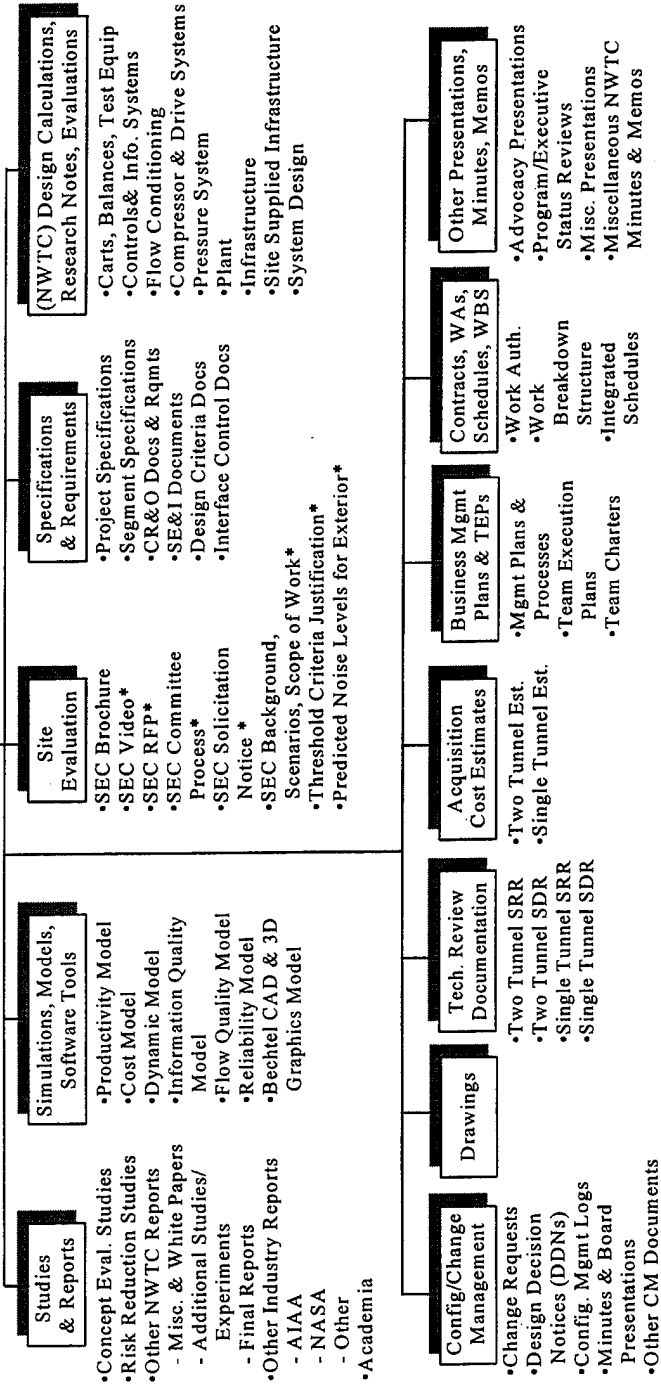 Studies
& Reports
•Concept Eval. Studies
•Risk Reduction Studies
•Other NWTC Reports
- Misc. & White Papers
- Additional Studies/
Experiments
- Final Reports
•Other Industry Reports
- AIAA
- NASA
- Other
•Academia
Simulations, Models,
Software Tools
•Productivity Model
•Cost Model
•Dynamic Model
•Information Quality
Model
•Flow Quality Model
•Reliability Model
•Bechtel CAD & 3D
Graphics Model
Site
Evaluation
•SEC Brochure
•SEC Video*
•SEC RFP*
•SEC Committee
Process*
•SEC Solicitation
Notice*
•SEC Background,
Scenarios, Scope of Work*
•Threshold Criteria Justification*
•Predicted Noise Levels for Exterior*
Specifications
& Requirements
•Project Specifications
•Segment Specifications
•CR&O Docs & Rqmts
•SE&I Documents
•Design Criteria Docs
•Interface Control Docs
(NWTC) Design Calculations,
Research Notes, Evaluations
•Carts, Balances, Test Equip
•Controls& Info. Systems
•Flow Conditioning
•Compressor & Drive Systems
•Pressure System
•Plant
•Infrastructure
•Site Supplied Infrastructure
•System Design
Config/Change
Management
•Change Requests
•Design Decision
Notices (DDNs)
•Config. Mgmt Logs
•Minutes & Board
Presentations
•Other CM Documents
Drawings
Tech. Review
Documentation
•Two Tunnel SRR
•Two Tunnel SDR
•Single Tunnel SRR
•Single Tunnel SDR
Acquisition
Cost Estimates
•Two Tunnel Est.
•Single Tunnel Est.
Business Mgmt
Plans & TEPs
•Mgmt Plans &
Processes
•Team Execution
Plans
•Team Charters
Contracts, WAs,
Schedules, WBS
•Work Auth.
•Work
Breakdown
Structure
•Integrated
Schedules
Other Presentations,
Minutes, Memos
•Advocacy Presentations
•Program/Executive
Status Reviews
•Misc. Presentations
•Miscellaneous NWTC
Minutes & Memos